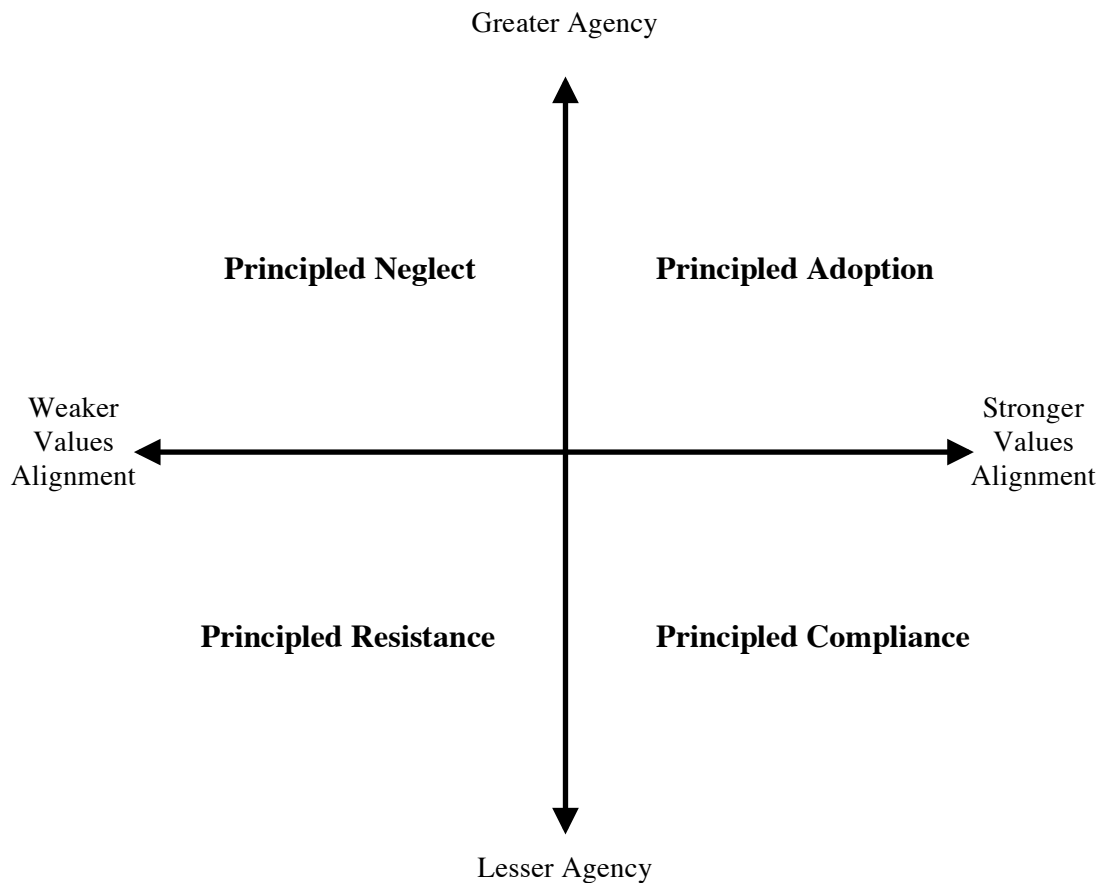 Greater Agency
Principled Neglect
Principled Adoption
Weaker
Values
Alignment
Stronger
Values
Alignment
Principled Resistance
Principled Compliance
Lesser Agency